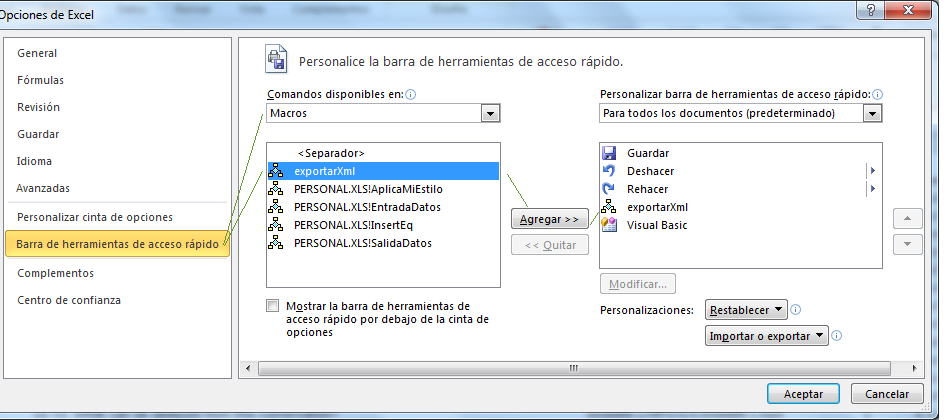 Opciones de Excel
General
Fórmulas
Revisión
Guardar
Idioma
Avanzadas
Personalizar cinta de opciones
Barra de herramientas de acceso rápido
Complementos
Centro de confianza
Personalice la barra de herramientas de acceso rápido.
Comandos disponibles en:
Macros
<Separador>
exportarXml
PERSONAL.XLS!AplicaMiEstilo
PERSONAL.XLS!EntradaDatos
PERSONAL.XLS!InsertEq
PERSONAL.XLS!SalidaDatos
Mostrar la barra de herramientas de
acceso rápido por debajo de la cinta de
opciones
Agregar >>
<< Quitar
Personalizar barra de herramientas de acceso rápido:
Para todos los documentos (predeterminado)
Guardar
Deshacer
Rehacer
exportarXml
Visual Basic
Modificar...
Personalizaciones:
Restablecer
Importar o exportar
Aceptar
Cancelar